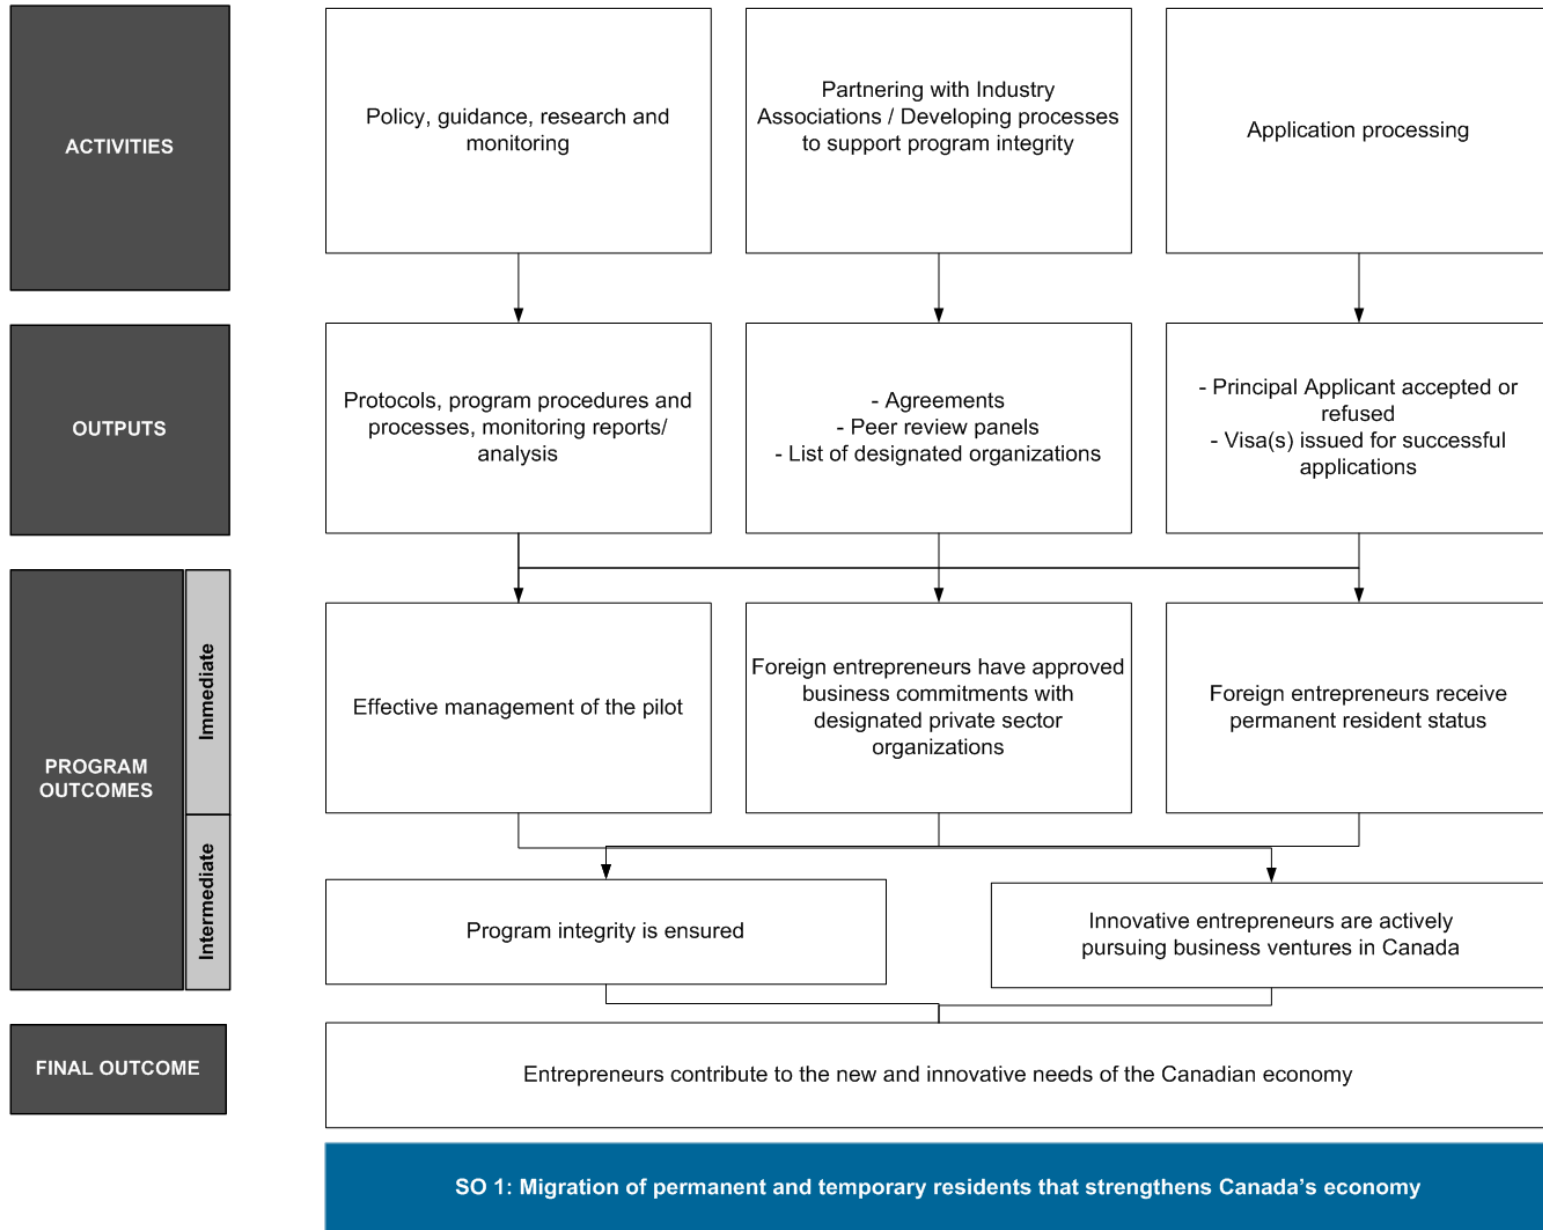 ACTIVITIES
Policy, guidance, research and
monitoring
Partnering with Industry
Associations / Developing processes
to support program integrity
Application processing
OUTPUTS
Protocols, program procedures and
processes, monitoring reports/
analysis
- Agreements
- Peer review panels
- List of designated organizations
- Principal Applicant accepted or
refused
- Visa(s) issued for successful
applications
PROGRAM
OUTCOMES
Immediate
Effective management of the pilot
Foreign entrepreneurs have approved
business commitments with
designated private sector
organizations
Foreign entrepreneurs receive
permanent resident status
Intermediate
Program integrity is ensured
Innovative entrepreneurs are actively
pursuing business ventures in Canada
FINAL OUTCOME
Entrepreneurs contribute to the new and innovative needs of the Canadian economy
SO 1: Migration of permanent and temporary residents that strengthens Canada’s economy